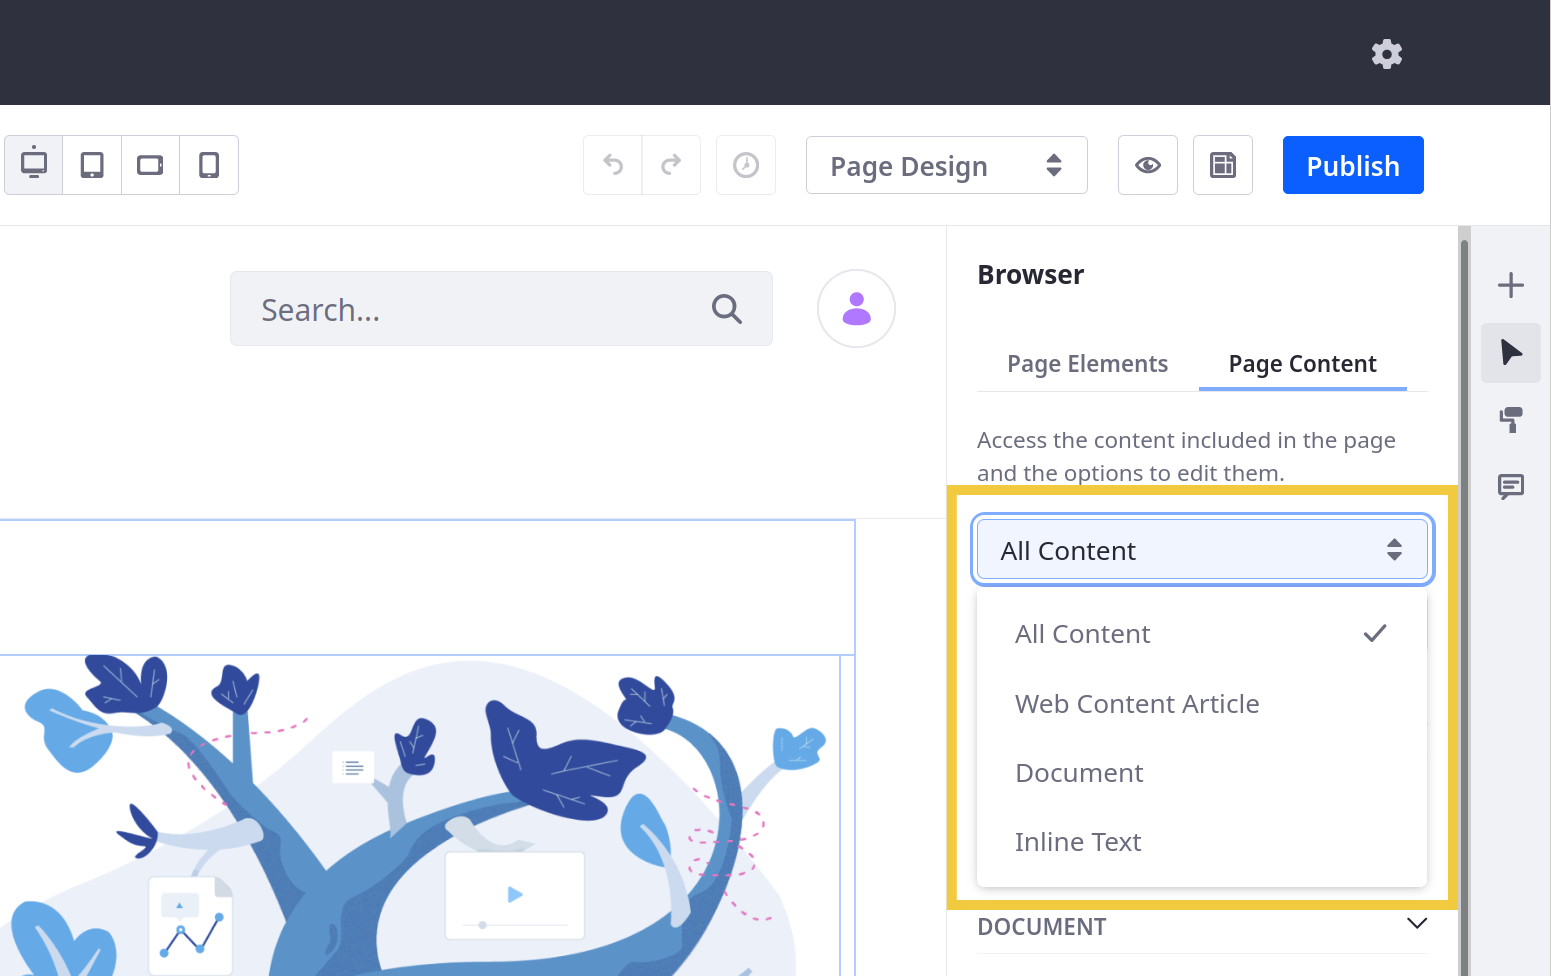 Page Design
Publish
Search...
Browser
Page Elements
Page Content
Access the content included in the page
and the options to edit them.
All Content
All Content
Web Content Article
Document
Inline Text
DOCUMENT